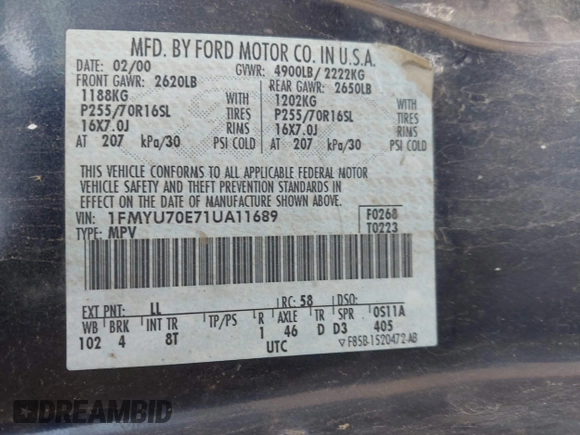 MFD. BY FORD MOTOR CO. IN U.S.A.
DATE: 02/00 GVWR: 4900LB/ 2222KG
FRONT GAWR: 2620LB REAR GAWR: 2650LB
1188KG WITH 1202KG WITH
P255/70R16SL TIRES P255/70R16SL TIRES
16X7.0J RIMS 16X7.0J RIMS
AT 207 kPa/30 PSI COLD AT 207 kPa/30 PSI COLD
THIS VEHICLE CONFORMS TO ALL APPLICABLE FEDERAL MOTOR
VEHICLE SAFETY AND THEFT PREVENTION STANDARDS IN
EFFECT ON THE DATE OF MANUFACTURE SHOWN ABOVE.
VIN: 1FMYU70E71UA11689 F0268
TYPE: MPV T0223
EXT PNT: LL RC: 58 DSO:
WB BRK INT TR TP/PS R AXLE TR SPR 0S11A
102 4 8T 1 46 D D3 405
UTC F85B-1520472-AB
DREAMBID